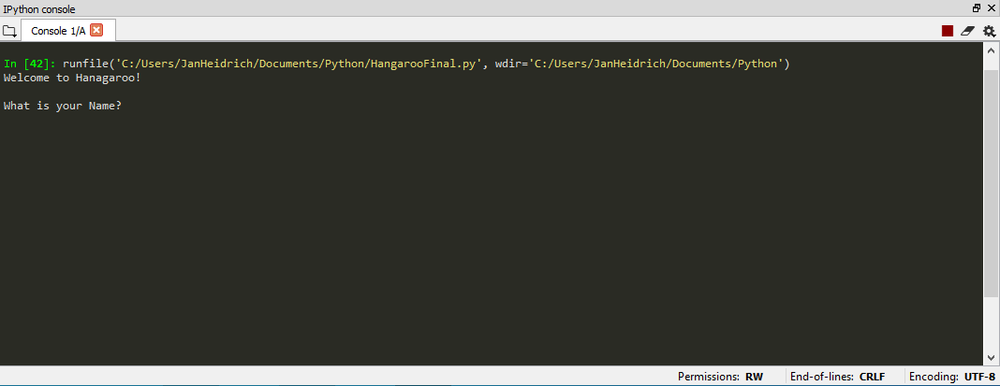 IPython console
Console 1/A
In [42]: runfile('C:/Users/JanHeidrich/Documents/Python/HangarooFinal.py', wdir='C:/Users/JanHeidrich/Documents/Python')
Welcome to Hanagaroo!
What is your Name?
Permissions: RW End-of-lines: CRLF Encoding: UTF-8